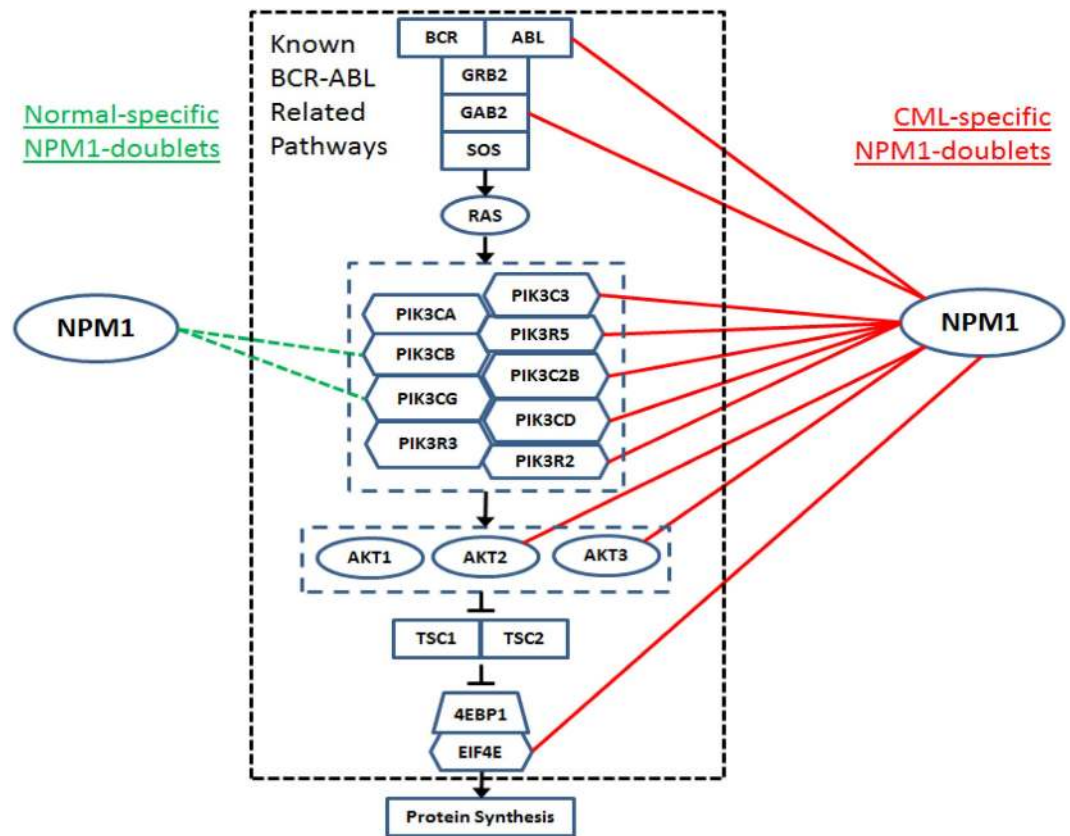 Known
BCR-ABL
Related
Pathways
BCR ABL
GRB2
GAB2
SOS
Normal-specific
NPM1-doublets
CML-specific
NPM1-doublets
RAS
NPM1
PIK3CA
PIK3CB
PIK3CG
PIK3R3
PIK3C3
PIK3R5
PIK3C2B
PIK3CD
PIK3R2
NPM1
AKT1 AKT2 AKT3
TSC1 TSC2
4EBP1
EIF4E
Protein Synthesis